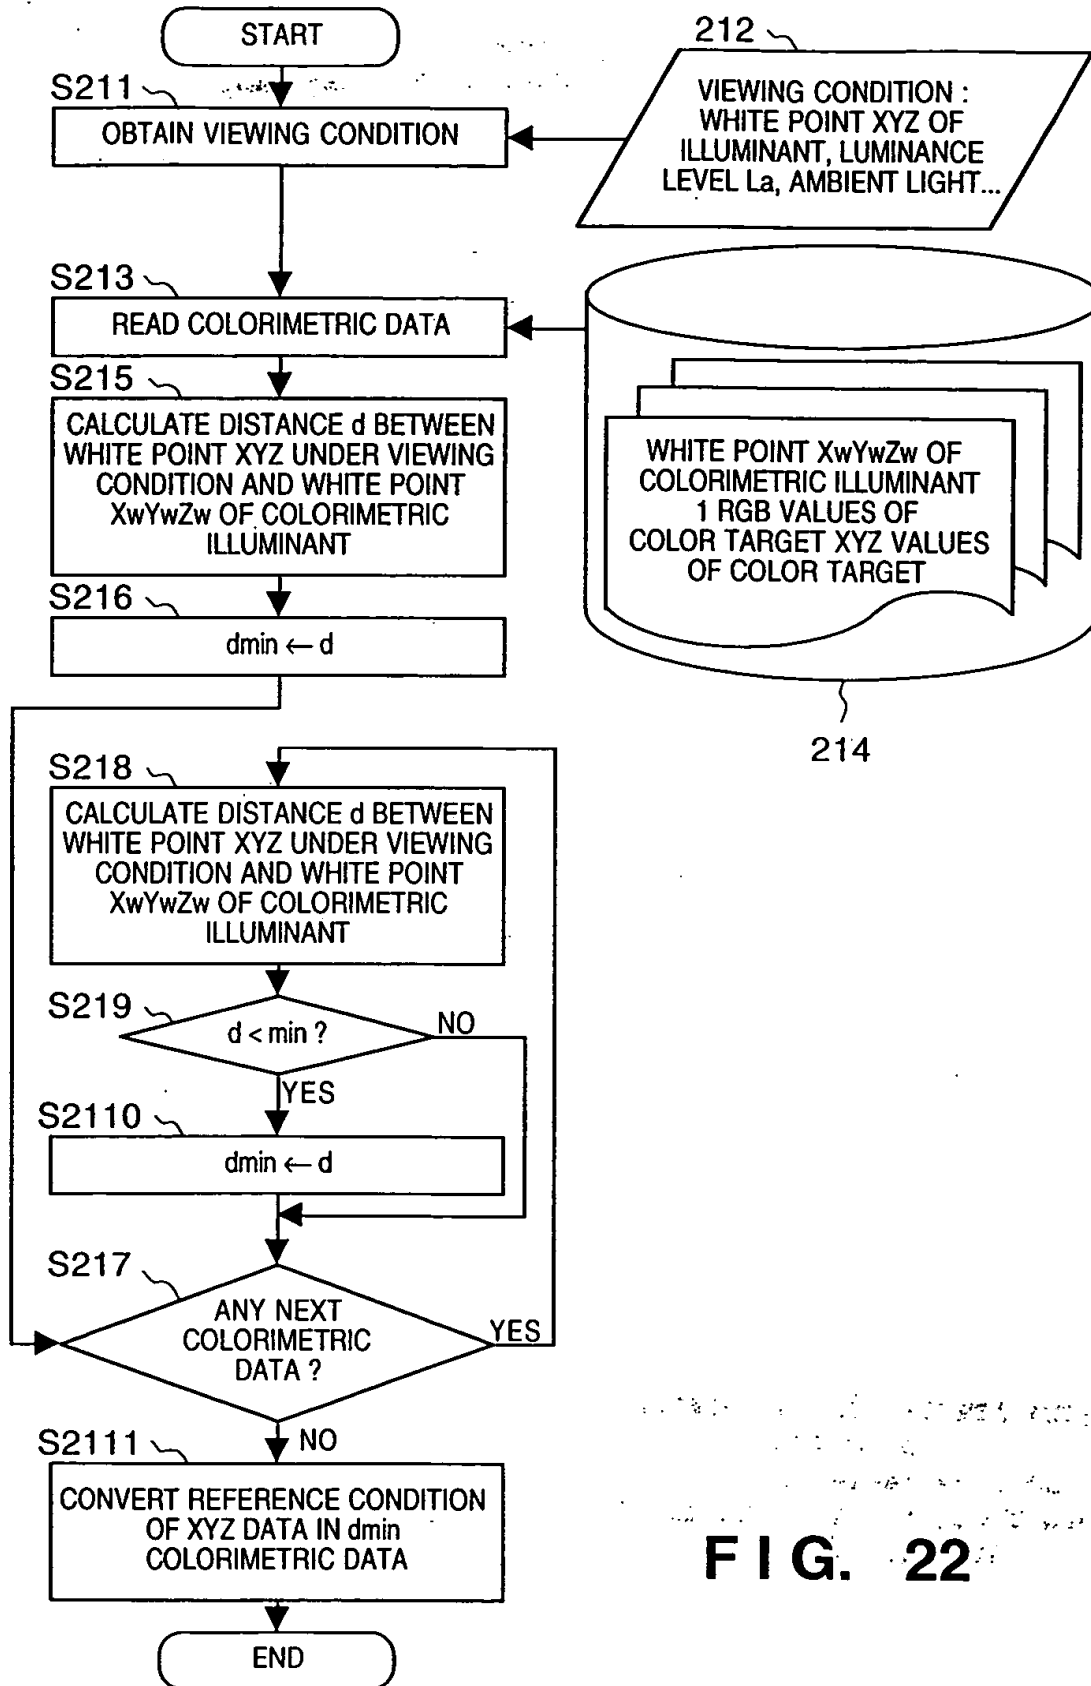 START
212
S211
OBTAIN VIEWING CONDITION
VIEWING CONDITION :
WHITE POINT XYZ OF
ILLUMINANT, LUMINANCE
LEVEL La, AMBIENT LIGHT...
S213
READ COLORIMETRIC DATA
S215
CALCULATE DISTANCE d BETWEEN
WHITE POINT XYZ UNDER VIEWING
CONDITION AND WHITE POINT
XwYwZw OF COLORIMETRIC
ILLUMINANT
WHITE POINT XwYwZw OF
COLORIMETRIC ILLUMINANT
1 RGB VALUES OF
COLOR TARGET XYZ VALUES
OF COLOR TARGET
S216
dmin ← d
214
S218
CALCULATE DISTANCE d BETWEEN
WHITE POINT XYZ UNDER VIEWING
CONDITION AND WHITE POINT
XwYwZw OF COLORIMETRIC
ILLUMINANT
S219
d < min ?
NO
YES
S2110
dmin ← d
S217
ANY NEXT
COLORIMETRIC
DATA ?
YES
NO
S2111
CONVERT REFERENCE CONDITION
OF XYZ DATA IN dmin
COLORIMETRIC DATA
END
FIG. 22